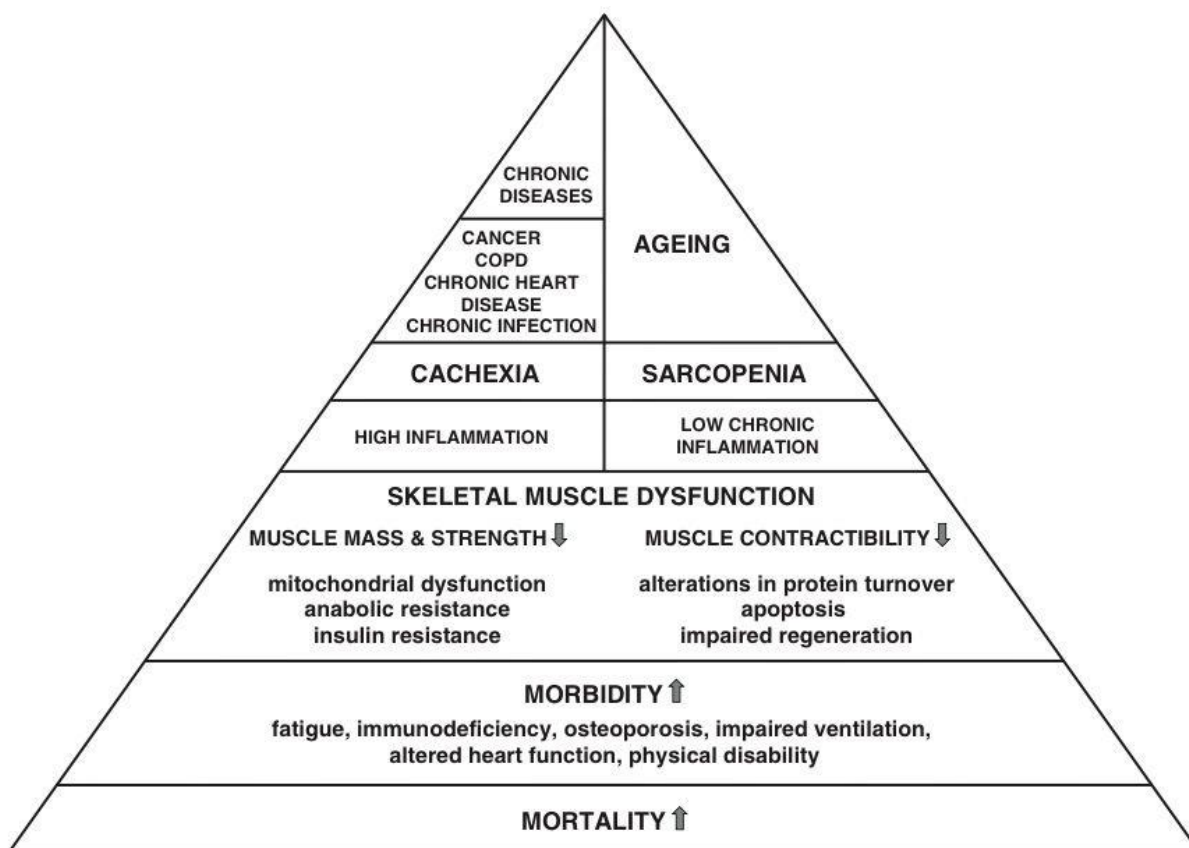 CHRONIC
DISEASES
CANCER
COPD
CHRONIC HEART
DISEASE
CHRONIC INFECTION
AGEING
CACHEXIA
SARCOPENIA
HIGH INFLAMMATION
LOW CHRONIC
INFLAMMATION
SKELETAL MUSCLE DYSFUNCTION
MUSCLE MASS & STRENGTH
mitochondrial dysfunction
anabolic resistance
insulin resistance
MUSCLE CONTRACTIBILITY
alterations in protein turnover
apoptosis
impaired regeneration
MORBIDITY
fatigue, immunodeficiency, osteoporosis, impaired ventilation,
altered heart function, physical disability
MORTALITY